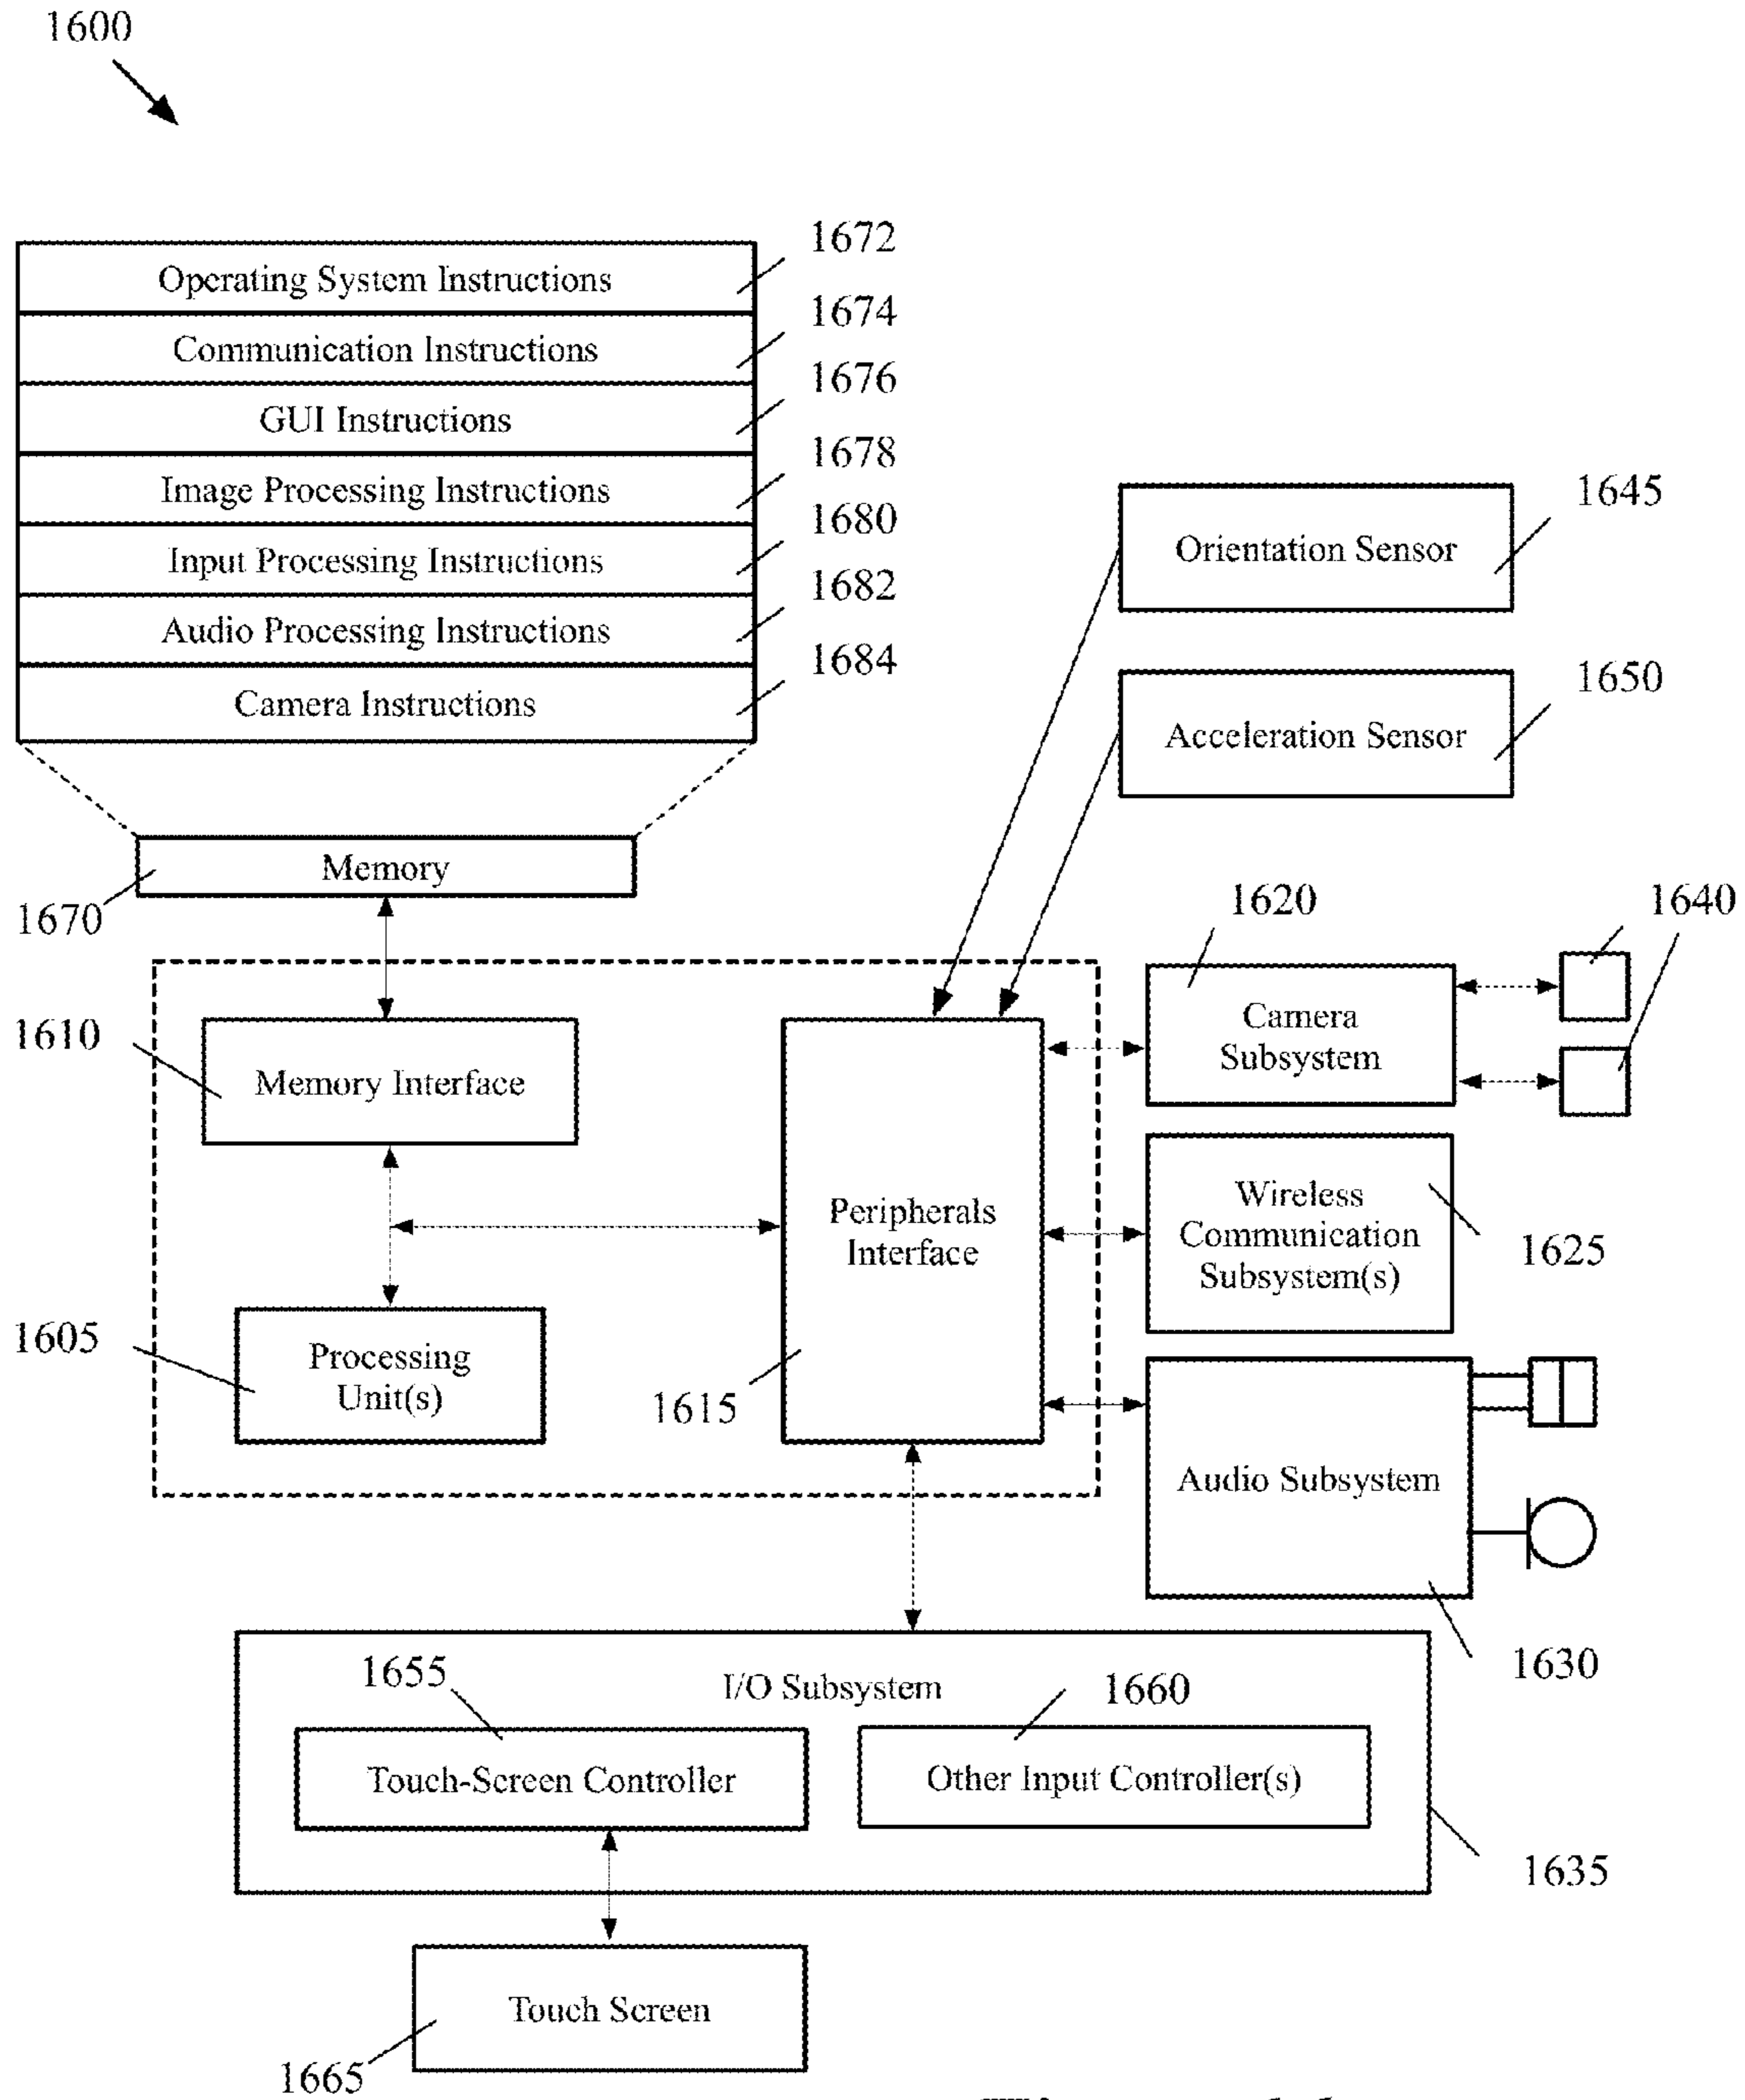 1600
Operating System Instructions
1672
Communication Instructions
1674
GUI Instructions
1676
Image Processing Instructions
1678
Input Processing Instructions
1680
Audio Processing Instructions
1682
Camera Instructions
1684
Orientation Sensor
1645
Acceleration Sensor
1650
Memory
1670
1620
1640
Camera
Subsystem
1610
Memory Interface
Peripherals
Interface
1615
Wireless
Communication
Subsystem(s)
1625
1605
Processing
Unit(s)
Audio Subsystem
1630
I/O Subsystem
1655
Touch-Screen Controller
1660
Other Input Controller(s)
1635
Touch Screen
1665